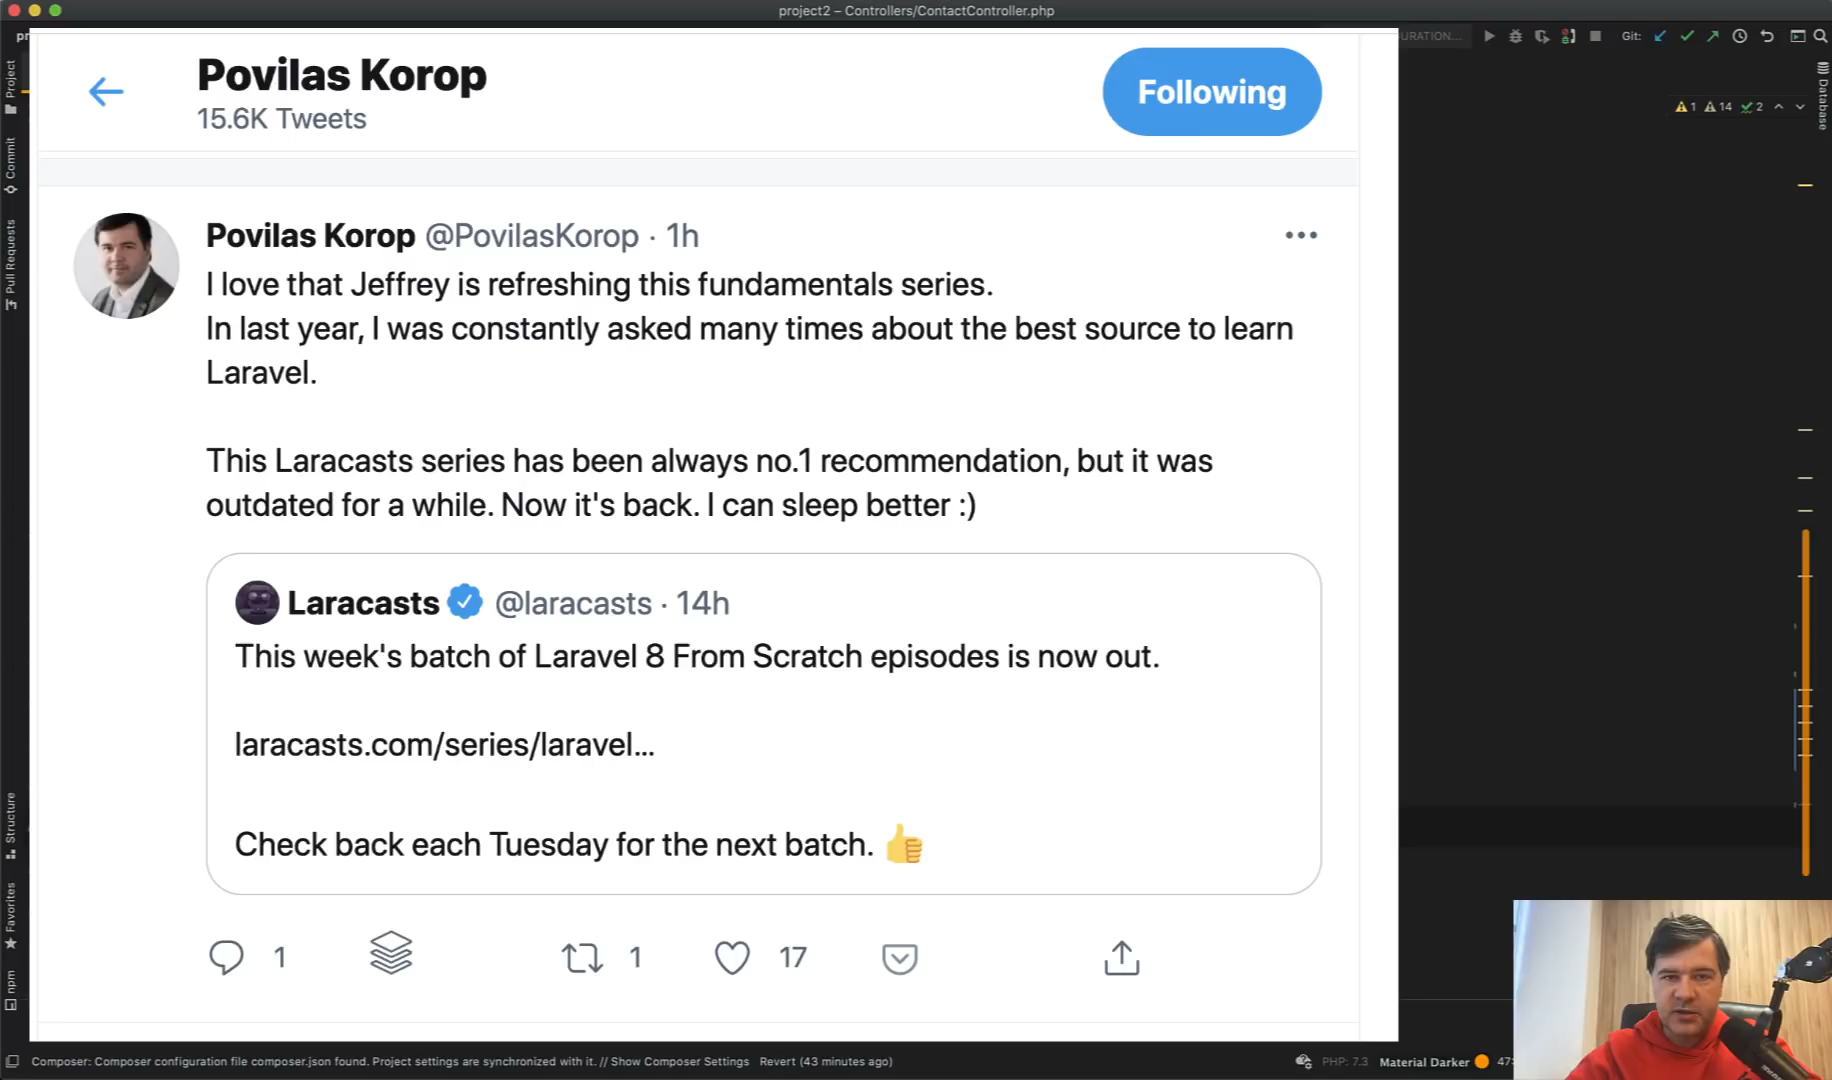 project2 – Controllers/ContactController.php
Git:
Project
Commit
Pull Requests
Structure
Favorites
npm
Database
1 14 2
Povilas Korop
15.6K Tweets
Following
Povilas Korop @PovilasKorop · 1h
I love that Jeffrey is refreshing this fundamentals series.
In last year, I was constantly asked many times about the best source to learn
Laravel.
This Laracasts series has been always no.1 recommendation, but it was
outdated for a while. Now it's back. I can sleep better :)
Laracasts @laracasts · 14h
This week's batch of Laravel 8 From Scratch episodes is now out.
laracasts.com/series/laravel...
Check back each Tuesday for the next batch. 👍
1 1 17
Composer: Composer configuration file composer.json found. Project settings are synchronized with it. // Show Composer Settings Revert (43 minutes ago)
PHP: 7.3 Material Darker